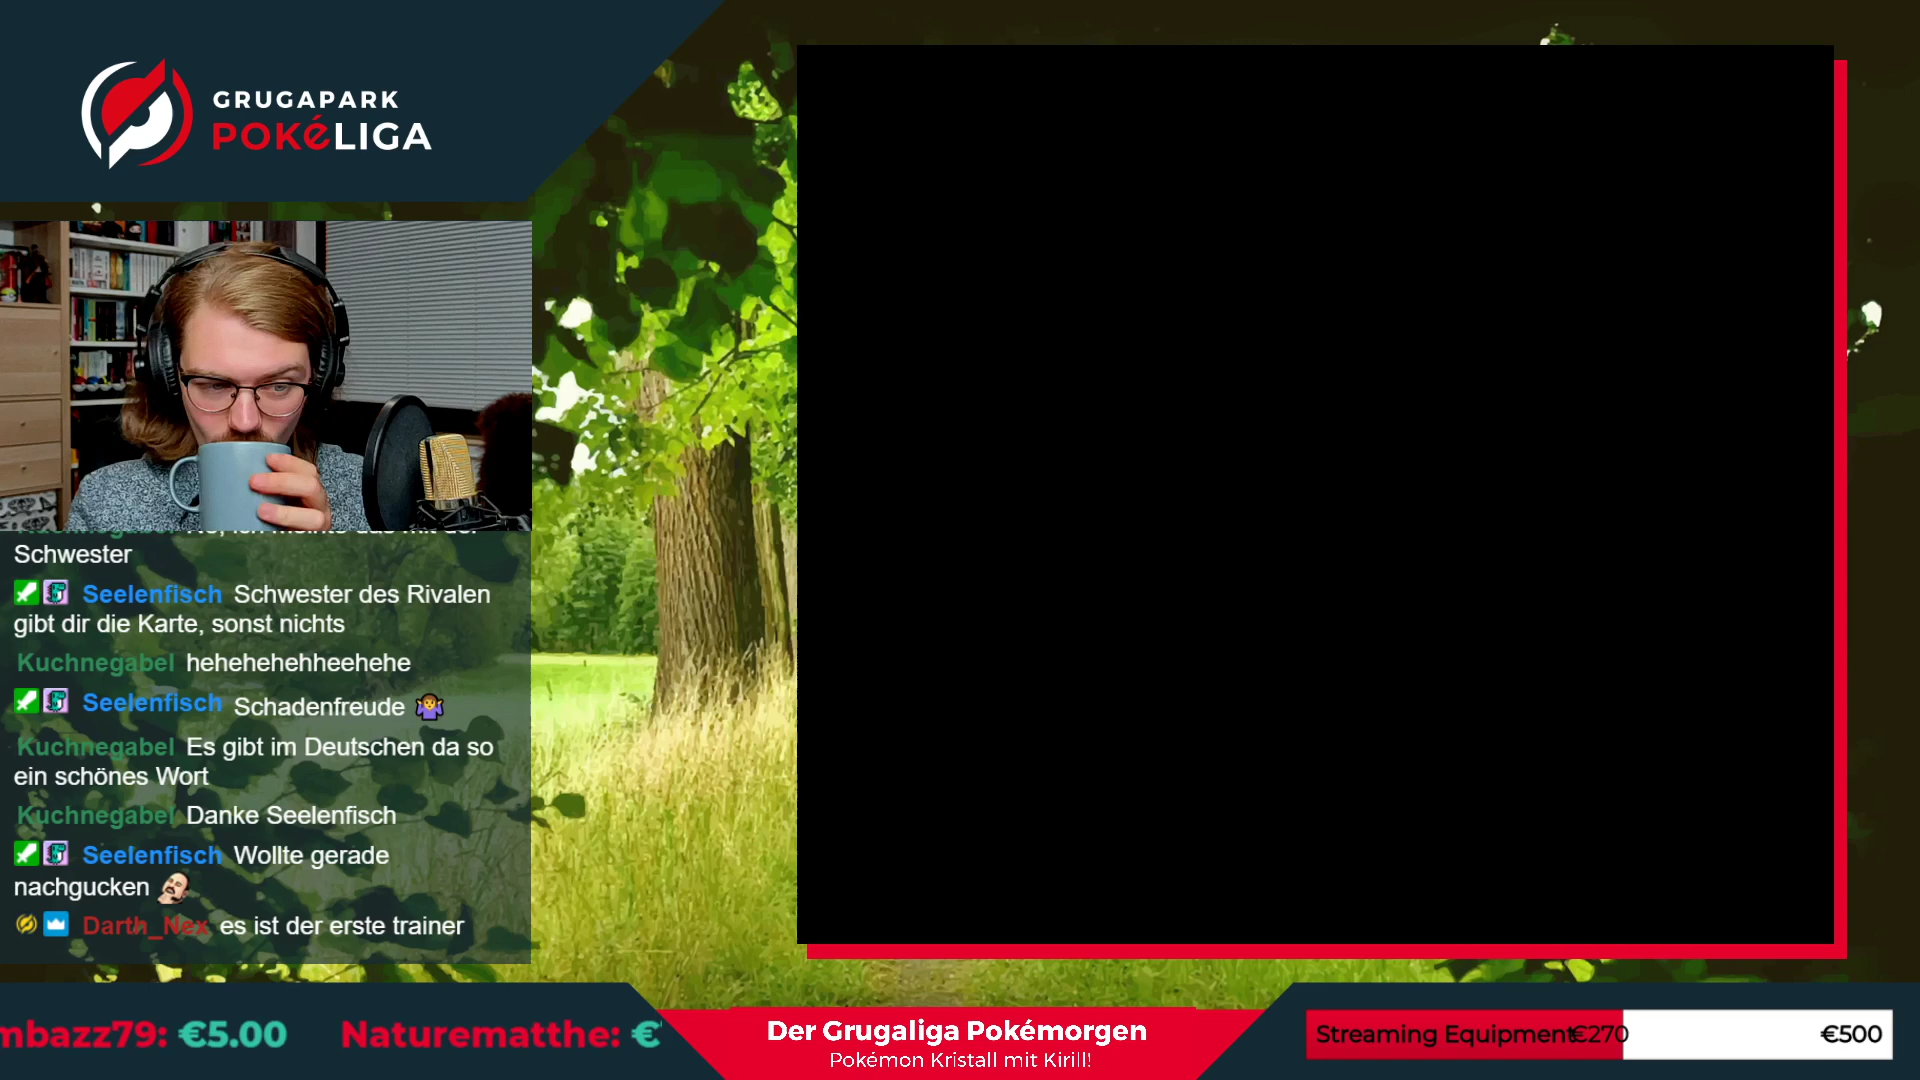 GRUGAPARK
POKéLIGA
Schwester
Seelenfisch Schwester des Rivalen
gibt dir die Karte, sonst nichts
Kuchnegabel hehehehehheehehe
Seelenfisch Schadenfreude
Kuchnegabel Es gibt im Deutschen da so
ein schönes Wort
Kuchnegabel Danke Seelenfisch
Seelenfisch Wollte gerade
nachgucken
Darth_Nex es ist der erste trainer
mbazz79: €5.00 Naturematthe: €
Der Grugaliga Pokémorgen
Pokémon Kristall mit Kirill!
Streaming Equipment €270 €500